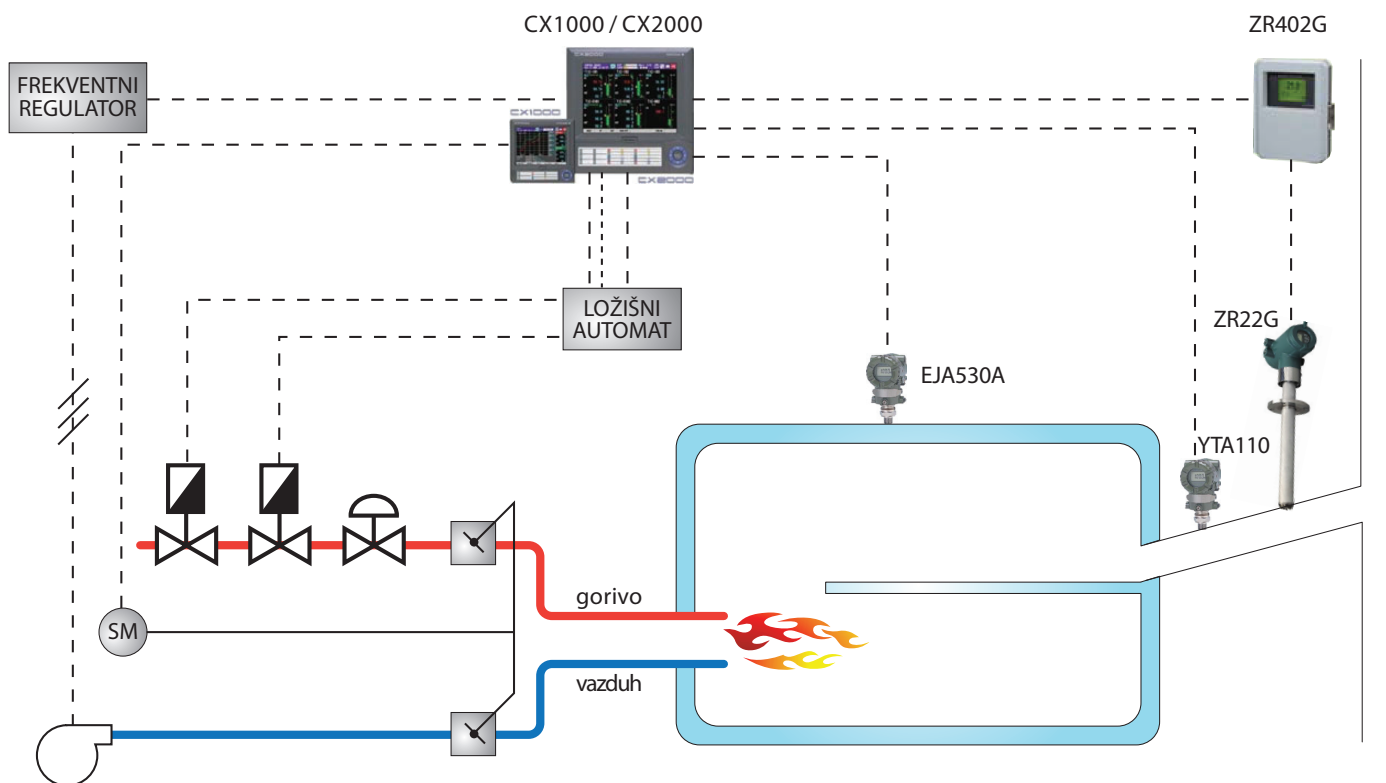 CX1000 / CX2000
ZR402G
FREKVENTNI
REGULATOR
CX1000
CX2000
LOŽIŠNI
AUTOMAT
ZR22G
EJA530A
YTA110
gorivo
SM
vazduh